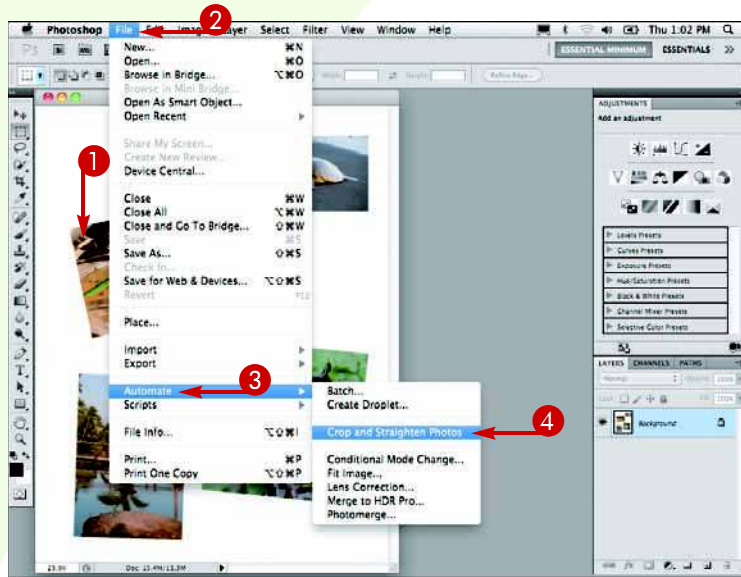 Photoshop File Edit Image Layer Select Filter View Window Help Thu 1:02 PM
2
ESSENTIAL MINIMUM ESSENTIALS
New... ⌘N
Open... ⌘O
Browse in Bridge... ⌥⌘O
Browse in Mini Bridge...
Open As Smart Object...
Open Recent
Share My Screen...
Create New Review...
Device Central...
1
Close ⌘W
Close All ⌥⌘W
Close and Go To Bridge... ⇧⌘W
Save ⌘S
Save As... ⇧⌘S
Check In...
Save for Web & Devices... ⌥⇧⌘S
Revert F12
Place...
Import
Export
Automate
3
Scripts
File Info... ⌥⇧⌘I
Print... ⌘P
Print One Copy ⌥⇧⌘P
Batch...
Create Droplet...
Crop and Straighten Photos
4
Conditional Mode Change...
Fit Image...
Lens Correction...
Merge to HDR Pro...
Photomerge...
Refine Edge...
ADJUSTMENTS
Add an adjustment
Levels Presets
Curves Presets
Exposure Presets
Hue/Saturation Presets
Black & White Presets
Channel Mixer Presets
Selective Color Presets
LAYERS CHANNELS PATHS
Normal
Background